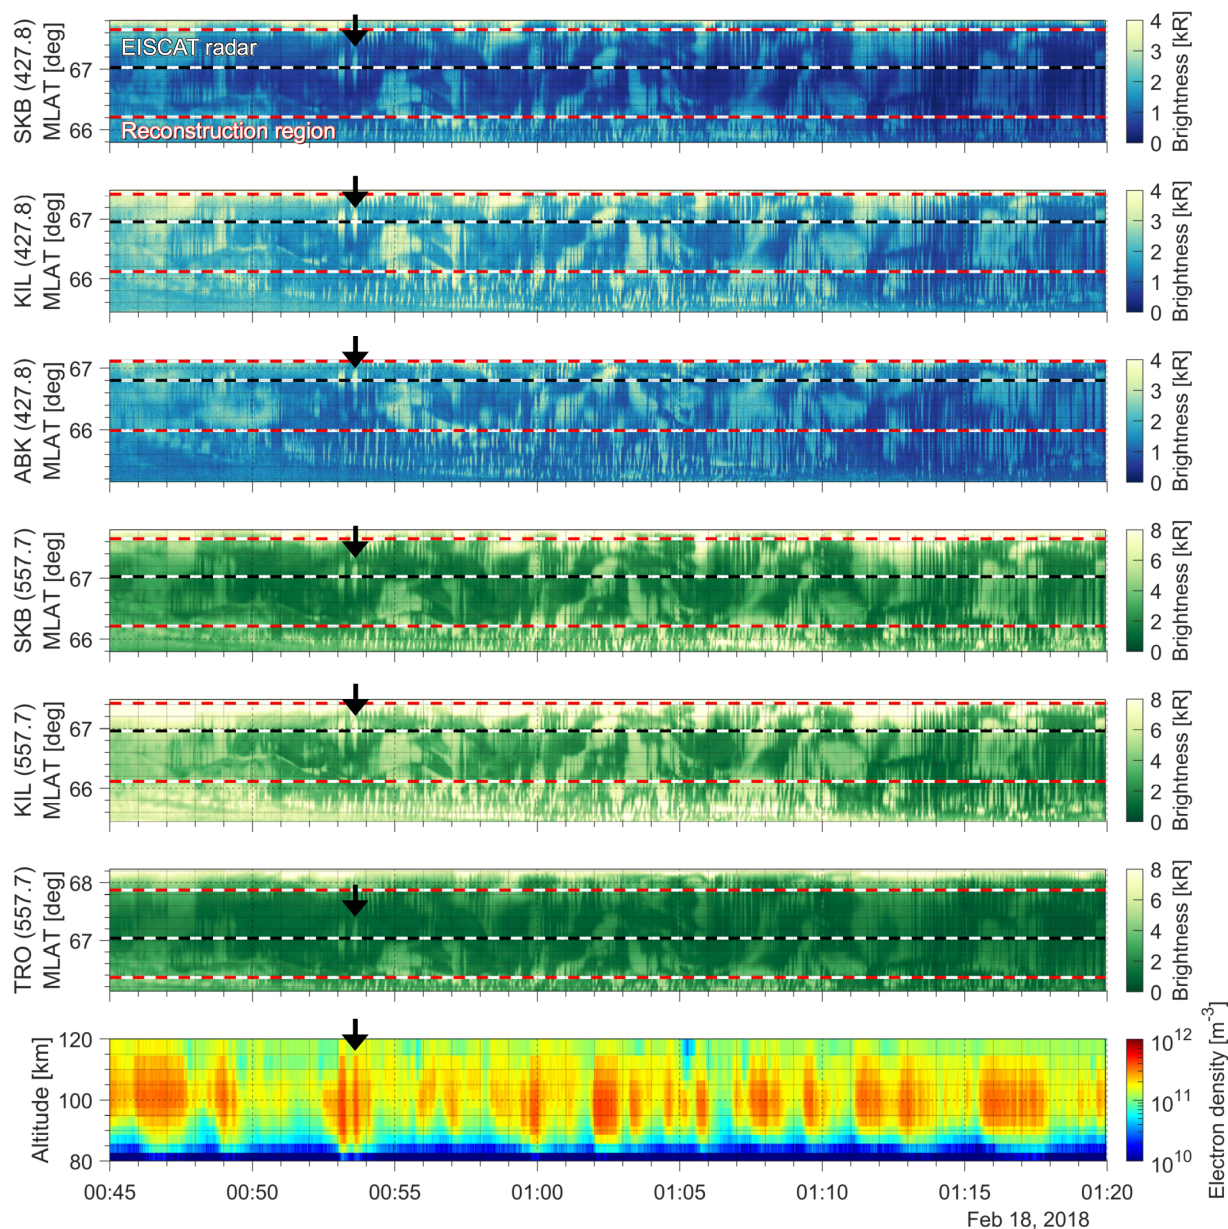 SKB (427.8)
MLAT [deg]
67
66
EISCAT radar
Reconstruction region
4
3
2
1
0
Brightness [kR]
KIL (427.8)
MLAT [deg]
67
66
4
3
2
1
0
Brightness [kR]
ABK (427.8)
MLAT [deg]
67
66
4
3
2
1
0
Brightness [kR]
SKB (557.7)
MLAT [deg]
67
66
8
6
4
2
0
Brightness [kR]
KIL (557.7)
MLAT [deg]
67
66
8
6
4
2
0
Brightness [kR]
TRO (557.7)
MLAT [deg]
68
67
8
6
4
2
0
Brightness [kR]
Altitude [km]
120
100
80
10^12
10^11
10^10
Electron density [m^-3]
00:45 00:50 00:55 01:00 01:05 01:10 01:15 01:20
Feb 18, 2018